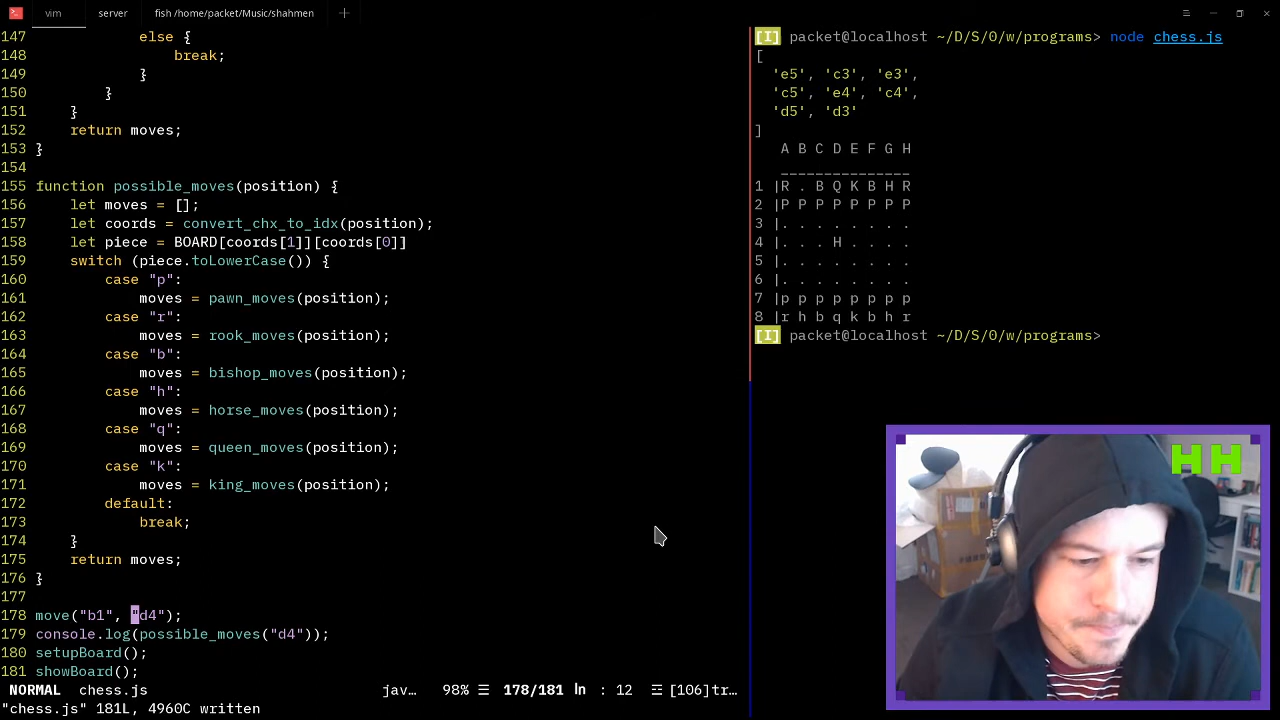 vim server fish /home/packet/Music/shahmen
147 else {
148 break;
149 }
150 }
151 }
152 return moves;
153 }
154
155 function possible_moves(position) {
156 let moves = [];
157 let coords = convert_chx_to_idx(position);
158 let piece = BOARD[coords[1]][coords[0]]
159 switch (piece.toLowerCase()) {
160 case "p":
161 moves = pawn_moves(position);
162 case "r":
163 moves = rook_moves(position);
164 case "b":
165 moves = bishop_moves(position);
166 case "h":
167 moves = horse_moves(position);
168 case "q":
169 moves = queen_moves(position);
170 case "k":
171 moves = king_moves(position);
172 default:
173 break;
174 }
175 return moves;
176 }
177
178 move("b1", "d4");
179 console.log(possible_moves("d4"));
180 setupBoard();
181 showBoard();
NORMAL chess.js jav… 98% ☰ 178/181 ln : 12 ☲ [106]tr…
"chess.js" 181L, 4960C written
[I] packet@localhost ~/D/S/0/w/programs> node chess.js
[
'e5', 'c3', 'e3',
'c5', 'e4', 'c4',
'd5', 'd3'
]
A B C D E F G H
_______________
1 |R . B Q K B H R
2 |P P P P P P P P
3 |. . . . . . . .
4 |. . . H . . . .
5 |. . . . . . . .
6 |. . . . . . . .
7 |p p p p p p p p
8 |r h b q k b h r
[I] packet@localhost ~/D/S/0/w/programs>
HH